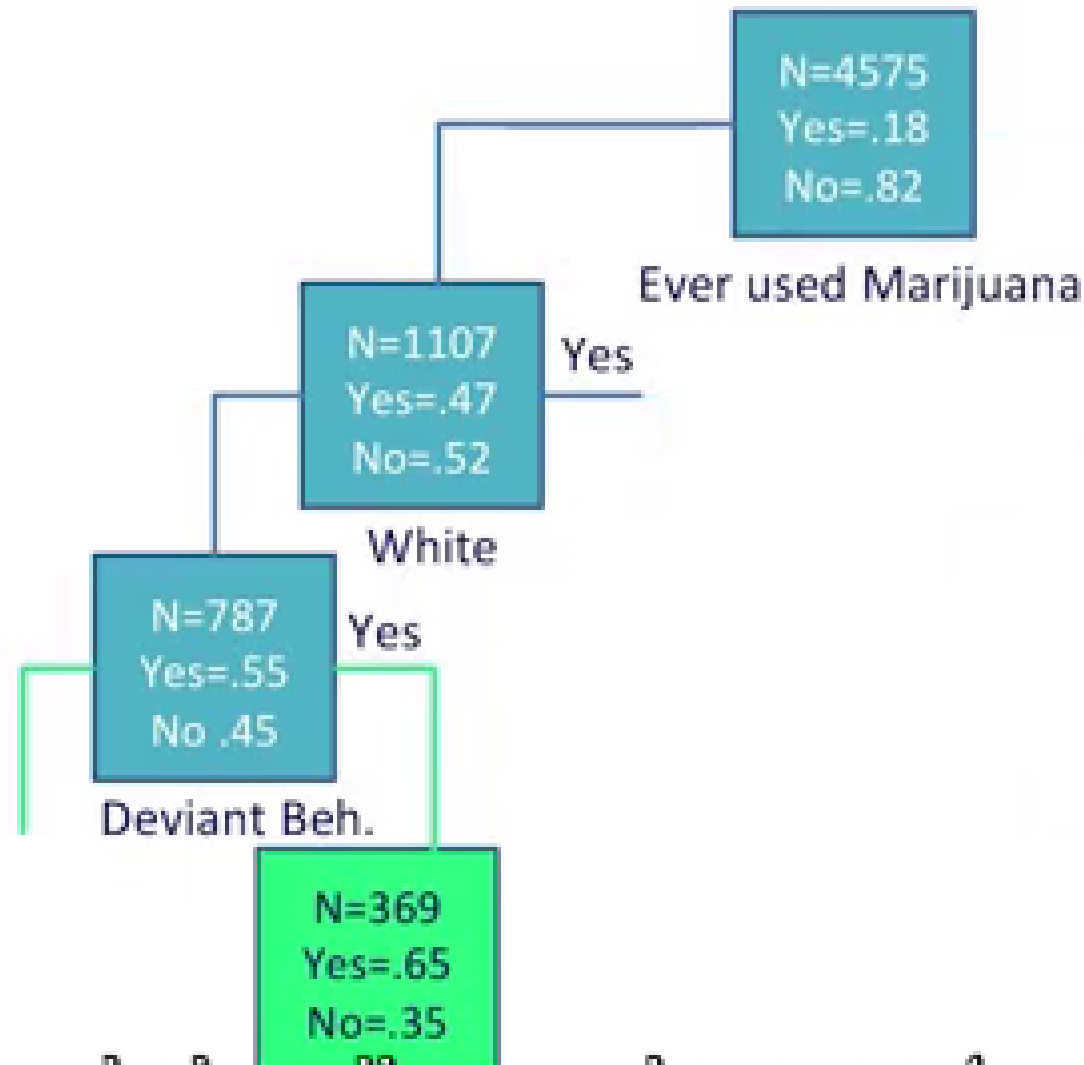 N=4575
Yes=.18
No=.82
Ever used Marijuana
N=1107
Yes=.47
No=.52
Yes
White
N=787
Yes=.55
No .45
Yes
Deviant Beh.
N=369
Yes=.65
No=.35